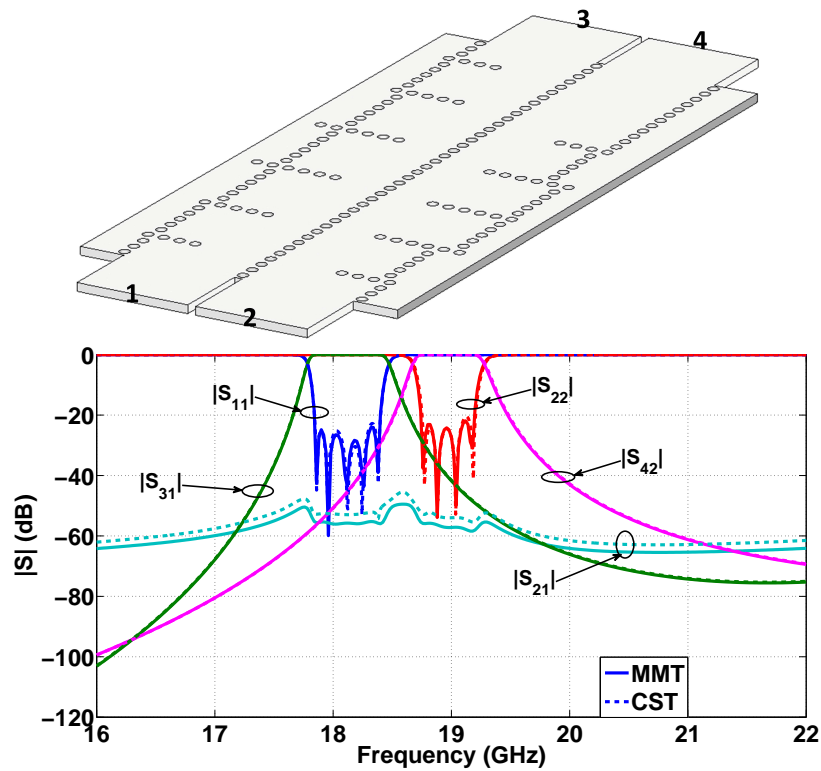 3
4
1
2
0
−20
−40
−60
−80
−100
−120
|S| (dB)
|S11|
|S22|
|S31|
|S42|
|S21|
MMT
CST
16
17
18
19
20
21
22
Frequency (GHz)